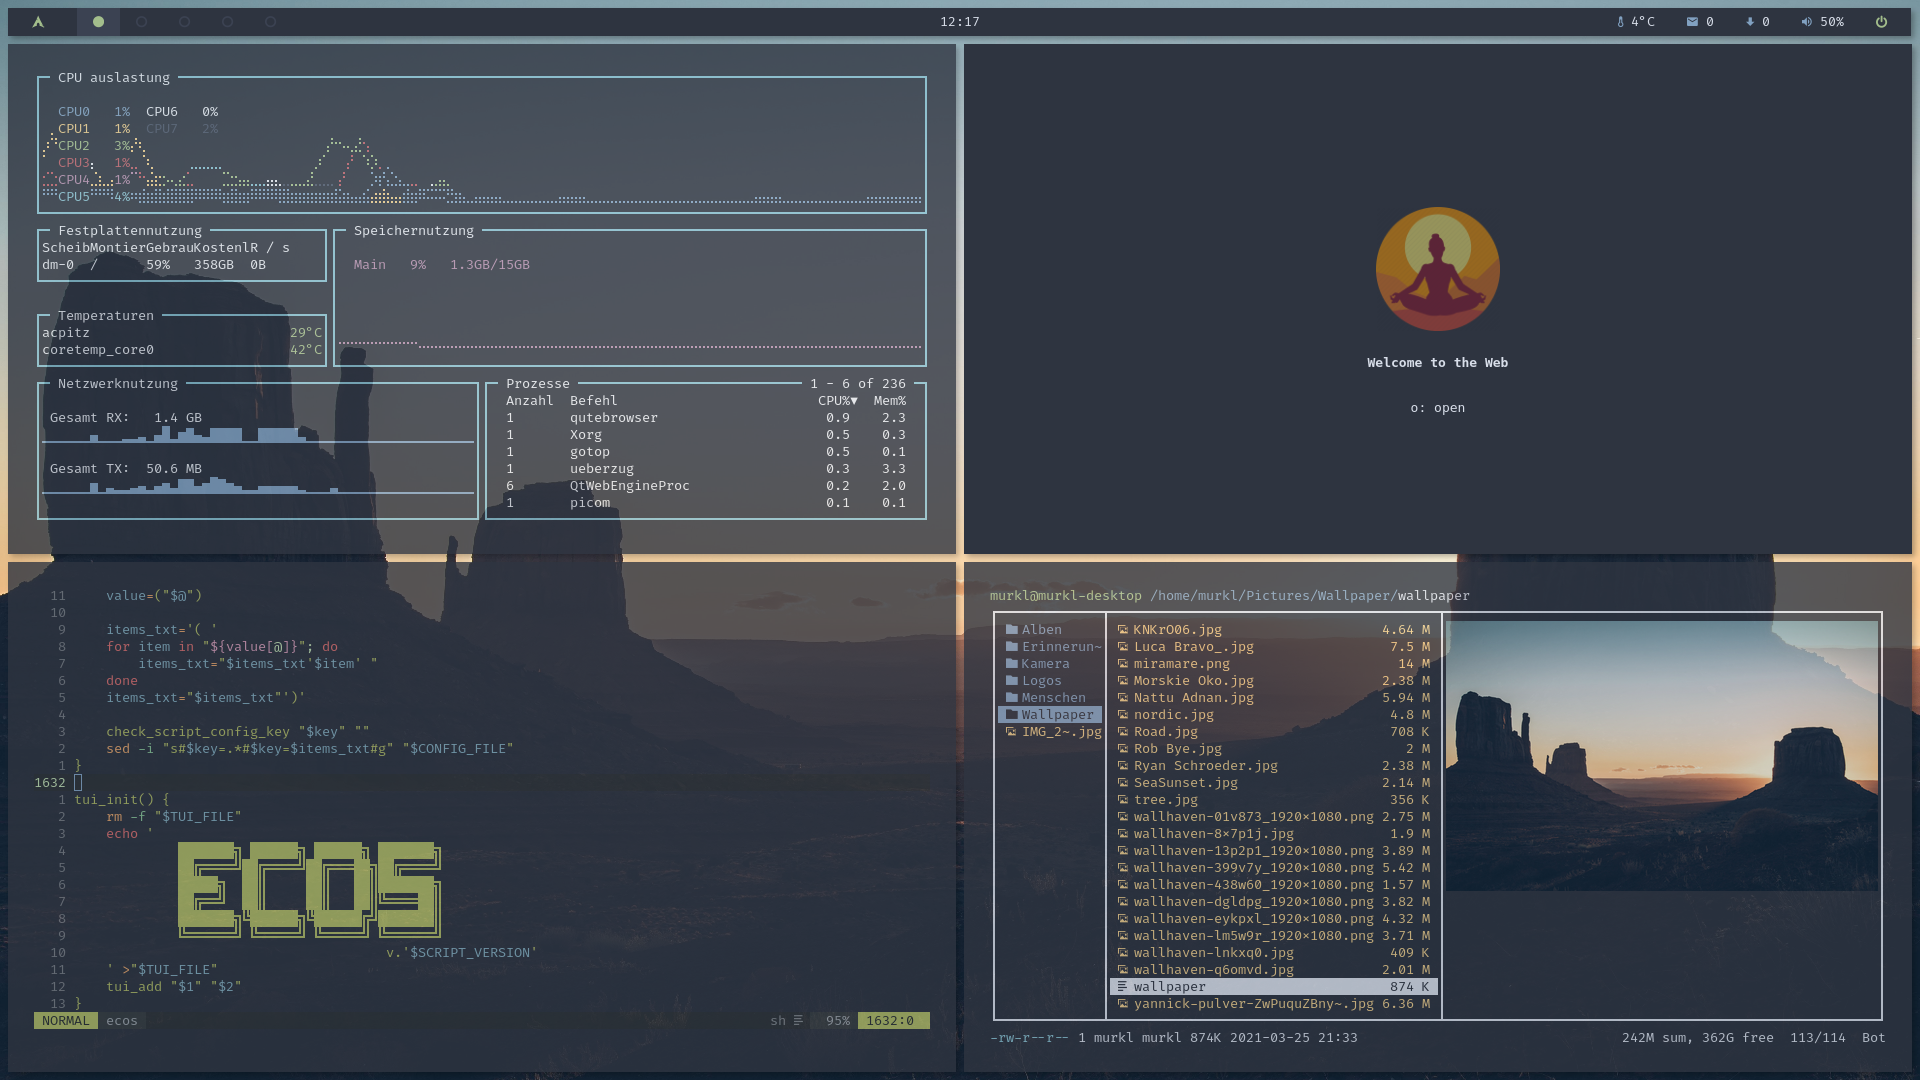 12:17
4°C 0 0 50%
CPU auslastung
CPU0 1% CPU6 0%
CPU1 1% CPU7 2%
CPU2 3%
CPU3 1%
CPU4 1%
CPU5 4%
Festplattennutzung
ScheibMontierGebrauKostenlR / s
dm-0 / 59% 358GB 0B
Speichernutzung
Main 9% 1.3GB/15GB
Temperaturen
acpitz 29°C
coretemp_core0 42°C
Netzwerknutzung
Gesamt RX: 1.4 GB
Gesamt TX: 50.6 MB
Prozesse 1 - 6 of 236
Anzahl Befehl CPU%▼ Mem%
1 qutebrowser 0.9 2.3
1 Xorg 0.5 0.3
1 gotop 0.5 0.1
1 ueberzug 0.3 3.3
6 QtWebEngineProc 0.2 2.0
1 picom 0.1 0.1
Welcome to the Web
o: open
11 value=("$@")
10
9 items_txt='( '
8 for item in "${value[@]}"; do
7 items_txt="$items_txt'$item' "
6 done
5 items_txt="$items_txt"')'
4
3 check_script_config_key "$key" ""
2 sed -i "s#$key=.*#$key=$items_txt#g" "$CONFIG_FILE"
1 }
1632
1 tui_init() {
2 rm -f "$TUI_FILE"
3 echo '
4
5
6
7
8
9
ECOS
10 v.'$SCRIPT_VERSION'
11 ' >"$TUI_FILE"
12 tui_add "$1" "$2"
13 }
NORMAL ecos sh 95% 1632:0
murkl@murkl-desktop /home/murkl/Pictures/Wallpaper/wallpaper
Alben
Erinnerun~
Kamera
Logos
Menschen
Wallpaper
IMG_2~.jpg
KNKrO06.jpg 4.64 M
Luca Bravo_.jpg 7.5 M
miramare.png 14 M
Morskie Oko.jpg 2.38 M
Nattu Adnan.jpg 5.94 M
nordic.jpg 4.8 M
Road.jpg 708 K
Rob Bye.jpg 2 M
Ryan Schroeder.jpg 2.38 M
SeaSunset.jpg 2.14 M
tree.jpg 356 K
wallhaven-01v873_1920×1080.png 2.75 M
wallhaven-8×7p1j.jpg 1.9 M
wallhaven-13p2p1_1920×1080.png 3.89 M
wallhaven-399v7y_1920×1080.png 5.42 M
wallhaven-438w60_1920×1080.png 1.57 M
wallhaven-dgldpg_1920×1080.png 3.82 M
wallhaven-eykpxl_1920×1080.png 4.32 M
wallhaven-lm5w9r_1920×1080.png 3.71 M
wallhaven-lnkxq0.jpg 409 K
wallhaven-q6omvd.jpg 2.01 M
wallpaper 874 K
yannick-pulver-ZwPuquZBny~.jpg 6.36 M
-rw-r--r-- 1 murkl murkl 874K 2021-03-25 21:33 242M sum, 362G free 113/114 Bot